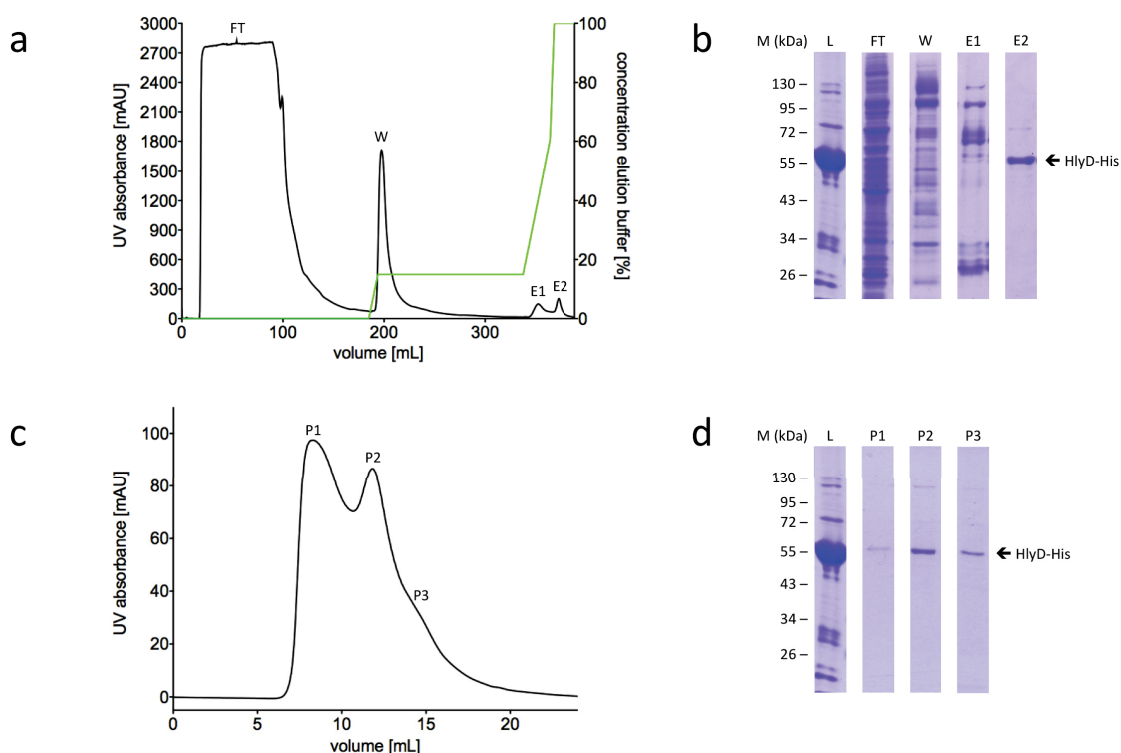 a
UV absorbance [mAU]
3000
2700
2400
2100
1800
1500
1200
900
600
300
0
FT
W
E1
E2
100
80
60
40
20
0
concentration elution buffer [%]
0 100 200 300
volume [mL]
b
M (kDa) L FT W E1 E2
130 –
95 –
72 –
55 –
43 –
34 –
26 –
🡰 HlyD-His
c
UV absorbance [mAU]
100
80
60
40
20
0
P1
P2
P3
0 5 10 15 20
volume [mL]
d
M (kDa) L P1 P2 P3
130 –
95 –
72 –
55 –
43 –
34 –
26 –
🡰 HlyD-His